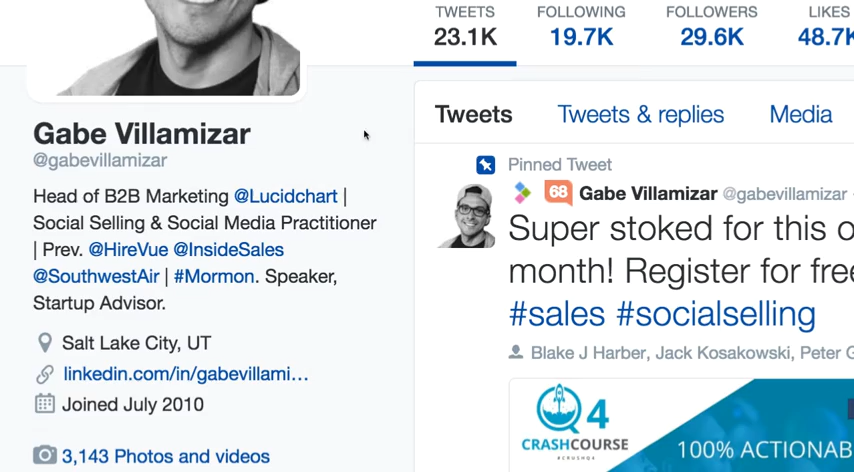 TWEETS FOLLOWING FOLLOWERS LIKES
23.1K 19.7K 29.6K 48.7K
Gabe Villamizar
@gabevillamizar
Head of B2B Marketing @Lucidchart |
Social Selling & Social Media Practitioner
| Prev. @HireVue @InsideSales
@SouthwestAir | #Mormon. Speaker,
Startup Advisor.
Salt Lake City, UT
linkedin.com/in/gabevillami…
Joined July 2010
3,143 Photos and videos
Tweets Tweets & replies Media
Pinned Tweet
68 Gabe Villamizar @gabevillamizar
Super stoked for this
month! Register for
#sales #socialselling
Blake J Harber, Jack Kosakowski, Peter
Q4
CRASHCOURSE
#CRUSHQ4
100%